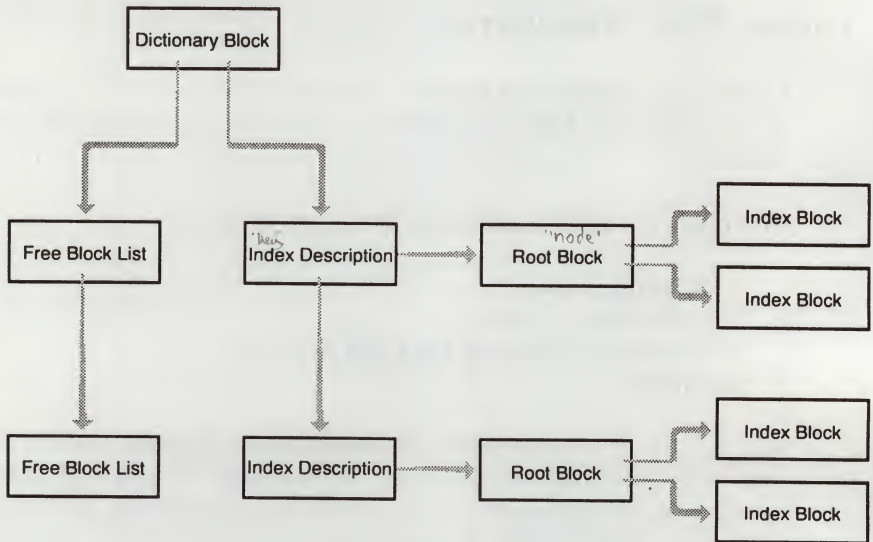 Dictionary Block
Index Block
"node"
Free Block List
Index Description
Root Block
Index Block
Index Block
Free Block List
Index Description
Root Block
Index Block